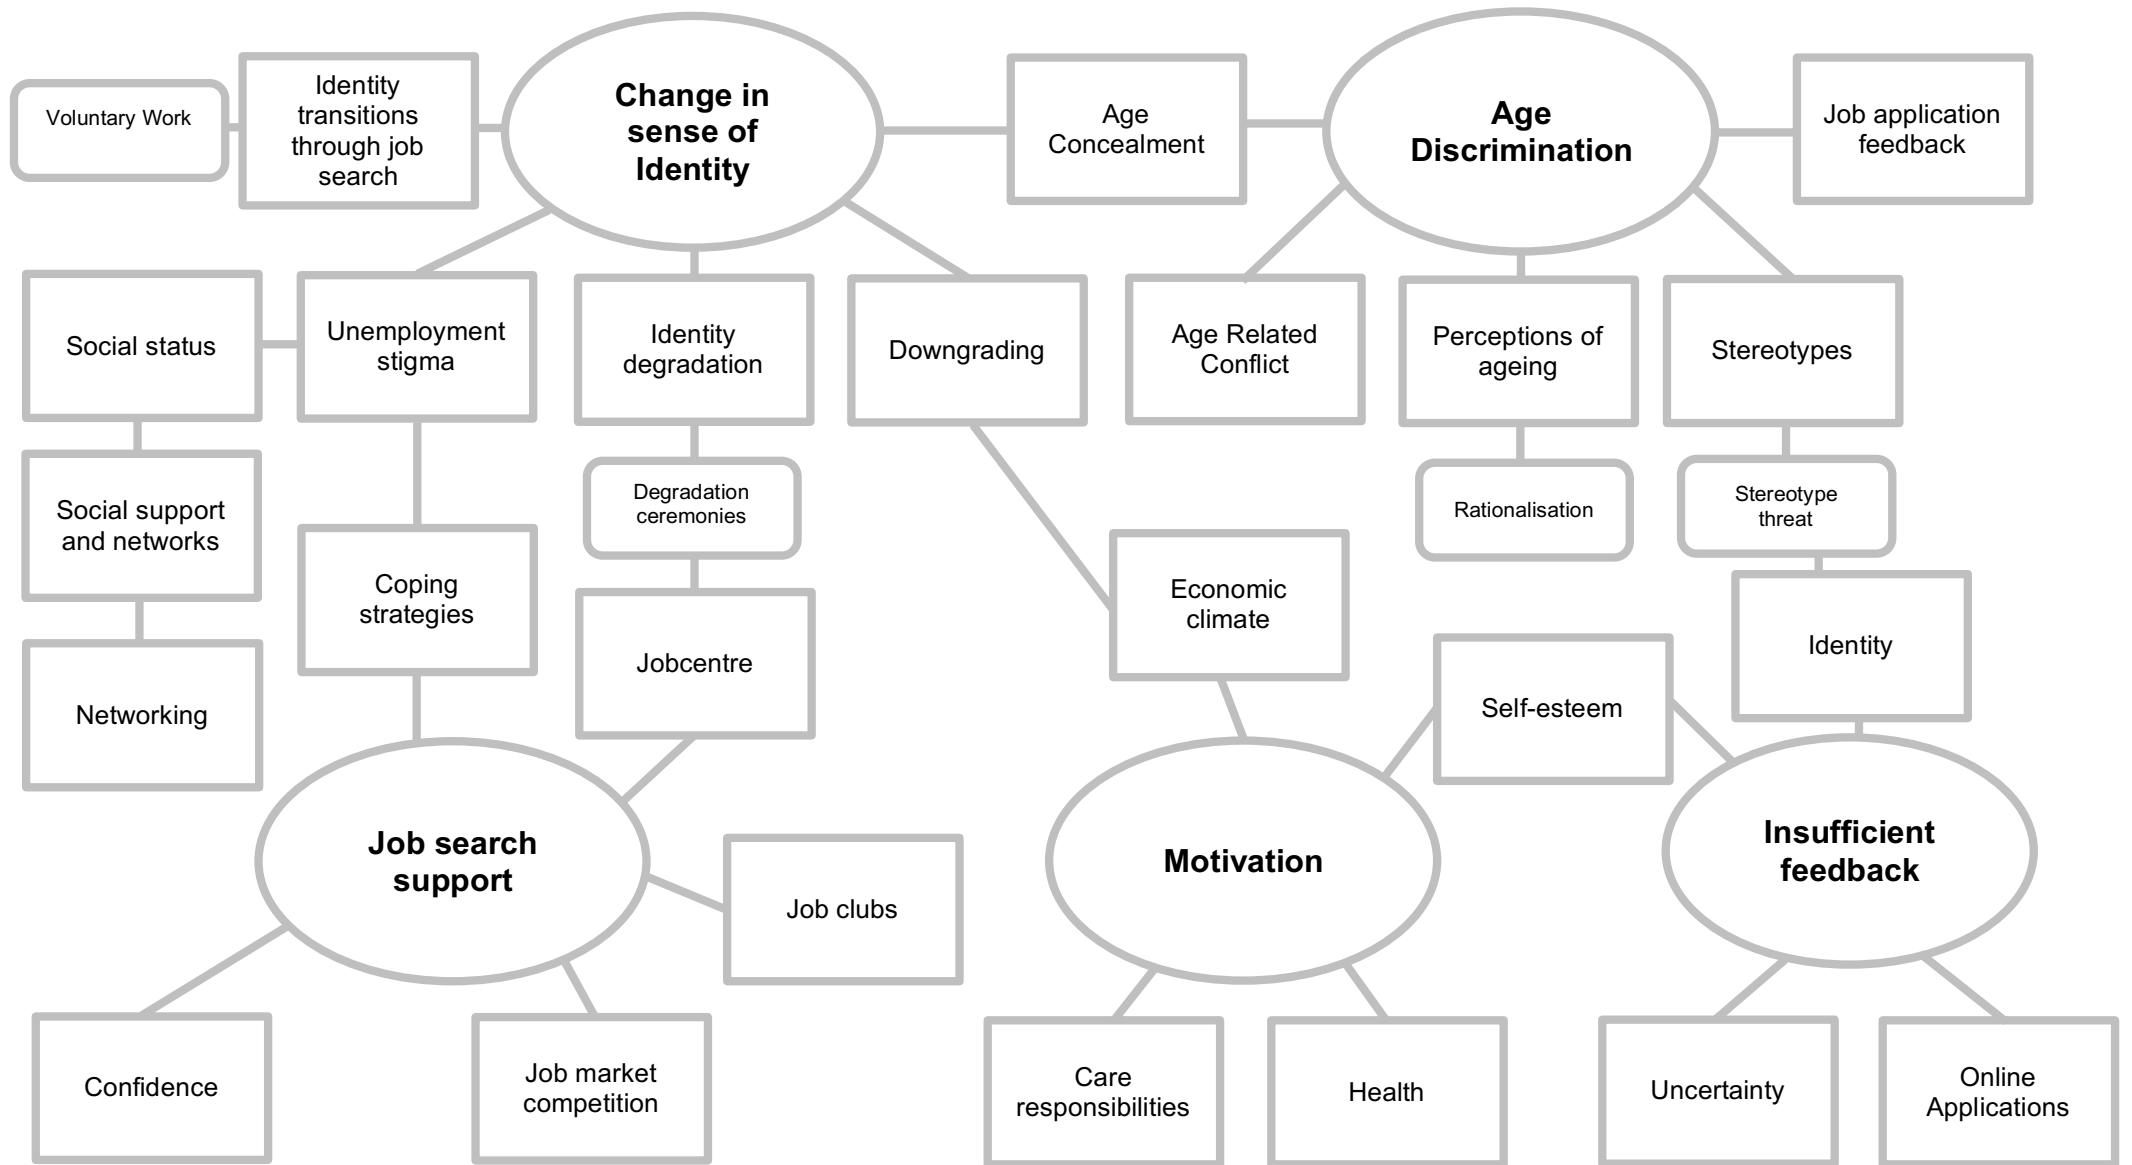 Voluntary Work
Identity
transitions
through job
search
Change in
sense of
Identity
Age
Concealment
Age
Discrimination
Job application
feedback
Social status
Unemployment
stigma
Identity
degradation
Downgrading
Age Related
Conflict
Perceptions of
ageing
Stereotypes
Social support
and networks
Degradation
ceremonies
Rationalisation
Stereotype
threat
Coping
strategies
Economic
climate
Identity
Jobcentre
Networking
Self-esteem
Job search
support
Motivation
Insufficient
feedback
Job clubs
Confidence
Job market
competition
Care
responsibilities
Health
Uncertainty
Online
Applications